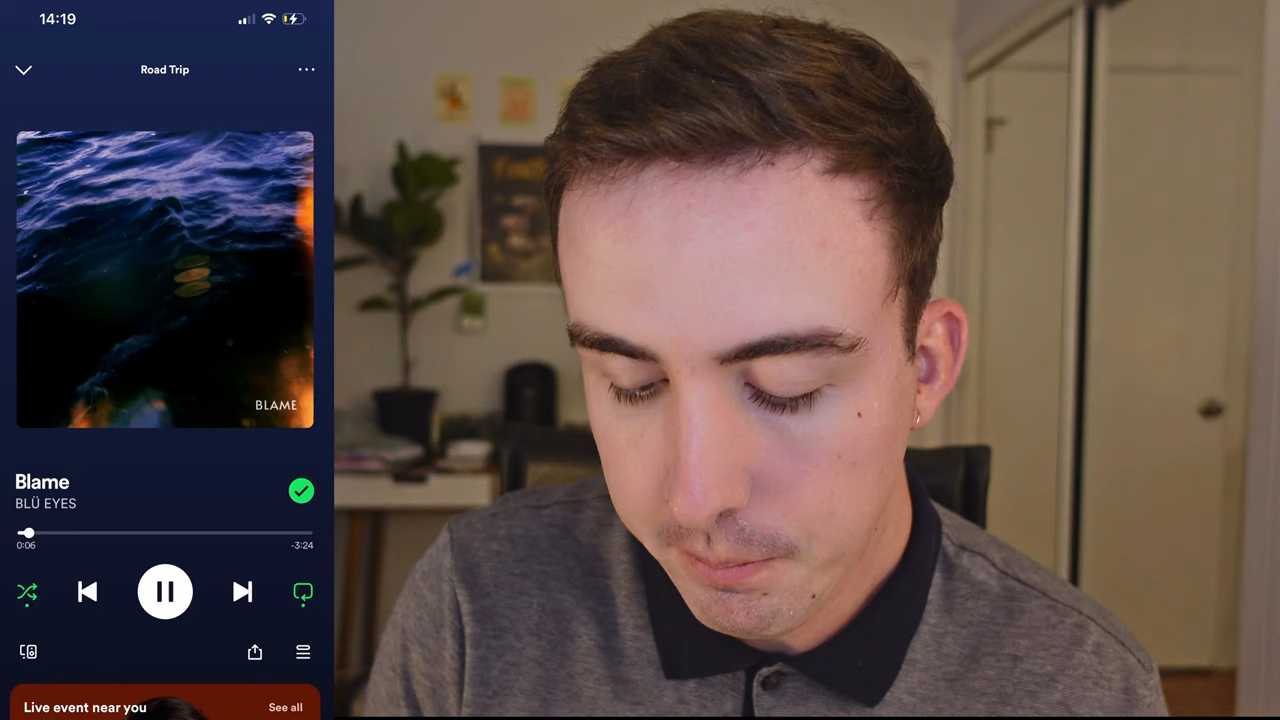 14:19
Road Trip
BLAME
Blame
BLÜ EYES
0:06
-3:24
Live event near you
See all